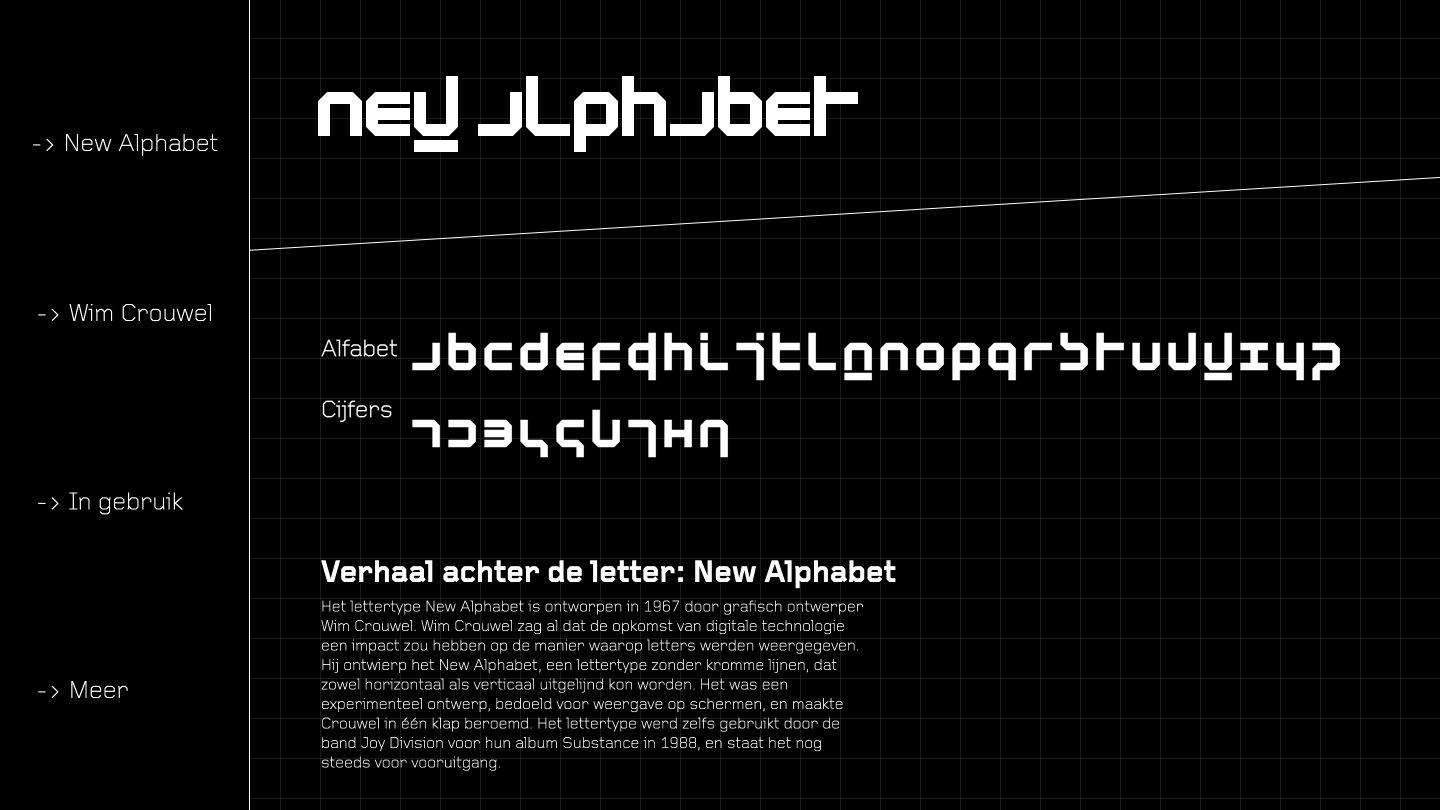 -> New Alphabet
-> Wim Crouwel
-> In gebruik
-> Meer
new alphabet
Alfabet abcdefghijklmnopqrstuvwxyz
Cijfers 123456789
Verhaal achter de letter: New Alphabet
Het lettertype New Alphabet is ontworpen in 1967 door grafisch ontwerper
Wim Crouwel. Wim Crouwel zag al dat de opkomst van digitale technologie
een impact zou hebben op de manier waarop letters werden weergegeven.
Hij ontwierp het New Alphabet, een lettertype zonder kromme lijnen, dat
zowel horizontaal als verticaal uitgelijnd kon worden. Het was een
experimenteel ontwerp, bedoeld voor weergave op schermen, en maakte
Crouwel in één klap beroemd. Het lettertype werd zelfs gebruikt door de
band Joy Division voor hun album Substance in 1988, en staat het nog
steeds voor vooruitgang.